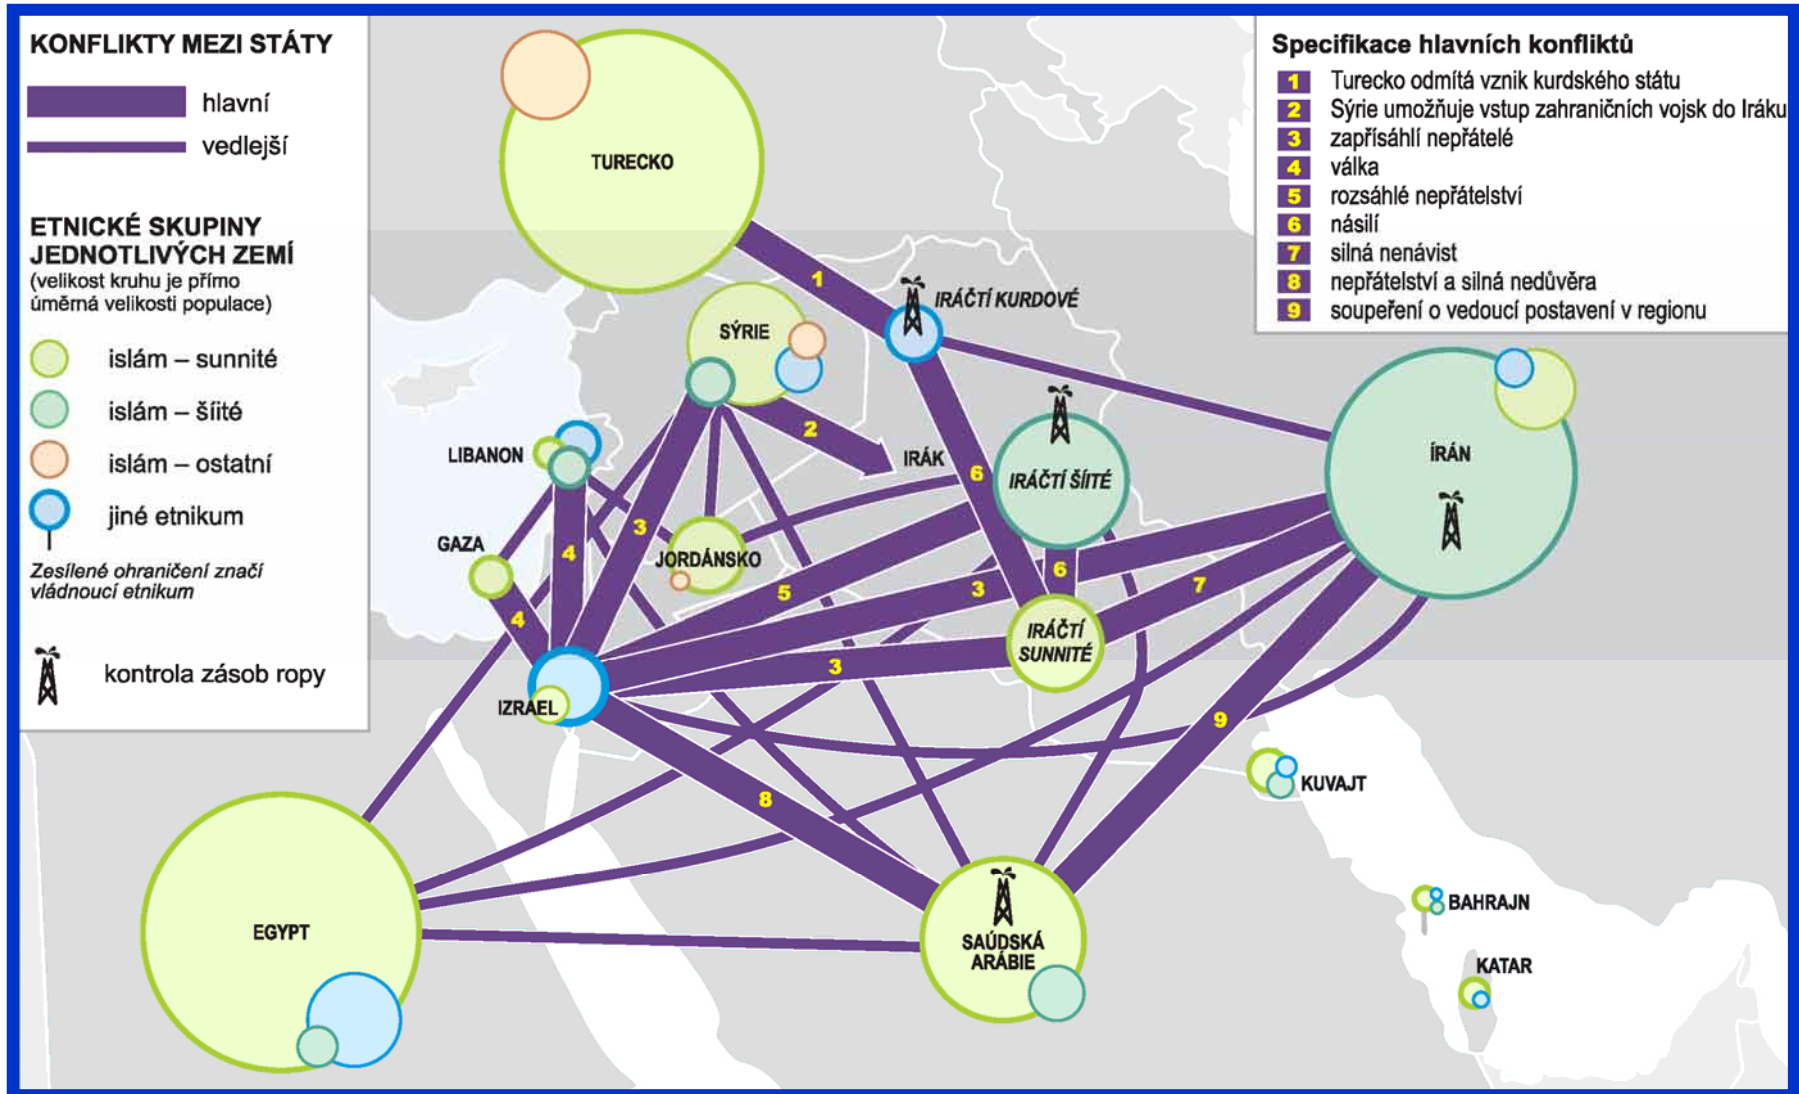 KONFLIKTY MEZI STÁTY
hlavní
vedlejší
ETNICKÉ SKUPINY
JEDNOTLIVÝCH ZEMÍ
(velikost kruhu je přímo
úměrná velikosti populace)
islám – sunnité
islám – šíité
islám – ostatní
jiné etnikum
Zesílené ohraničení značí
vládnoucí etnikum
kontrola zásob ropy
Specifikace hlavních konfliktů
1 Turecko odmítá vznik kurdského státu
2 Sýrie umožňuje vstup zahraničních vojsk do Iráku
3 zapřísáhlí nepřátelé
4 válka
5 rozsáhlé nepřátelství
6 násilí
7 silná nenávist
8 nepřátelství a silná nedůvěra
9 soupeření o vedoucí postavení v regionu
TURECKO
1
IRÁČTÍ KURDOVÉ
SÝRIE
2
LIBANON
IRÁK
6
IRÁČTÍ ŠÍITÉ
ÍRÁN
3
GAZA
4
JORDÁNSKO
5
3
6
7
4
IRÁČTÍ
SUNNITÉ
3
IZRAEL
9
8
KUVAJT
EGYPT
SAÚDSKÁ
ARÁBIE
BAHRAJN
KATAR